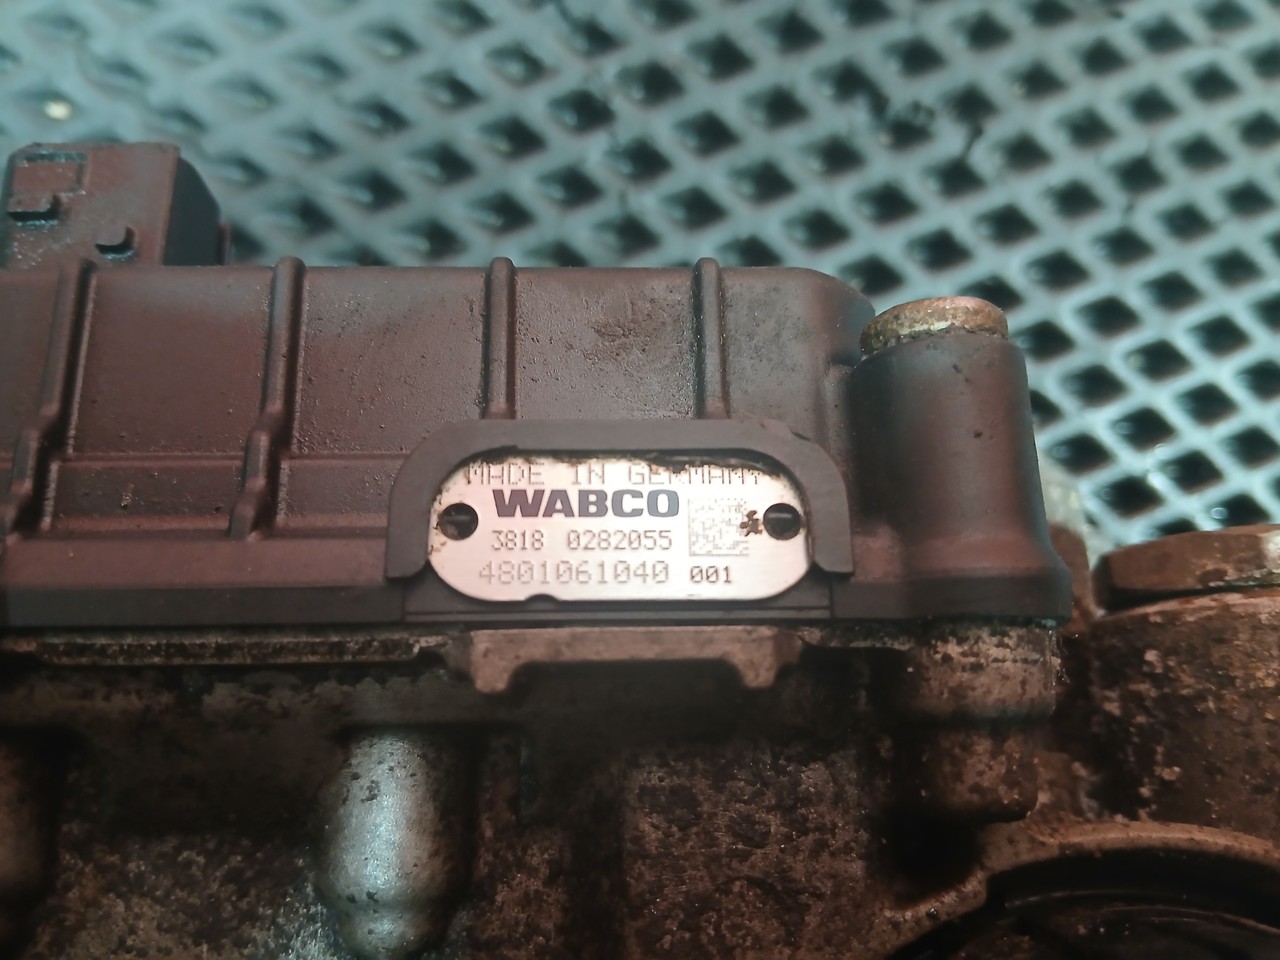 MADE IN GERMANY
WABCO
3818 0282055
4801061040 001